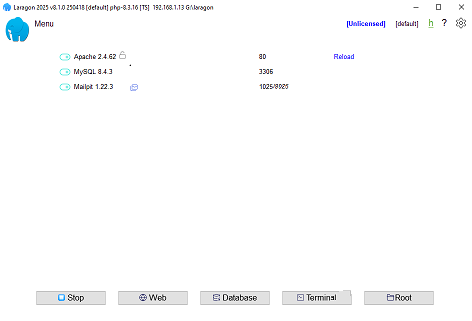 Laragon 2025 v8.1.0 250418 [default] php-8.3.16 [TS] 192.168.1.13 G:\laragon
Menu [Unlicensed] [default] h ?
Apache 2.4.62 80 Reload
MySQL 8.4.3 3306
Mailpit 1.22.3 1025/8025
Stop Web Database Terminal Root